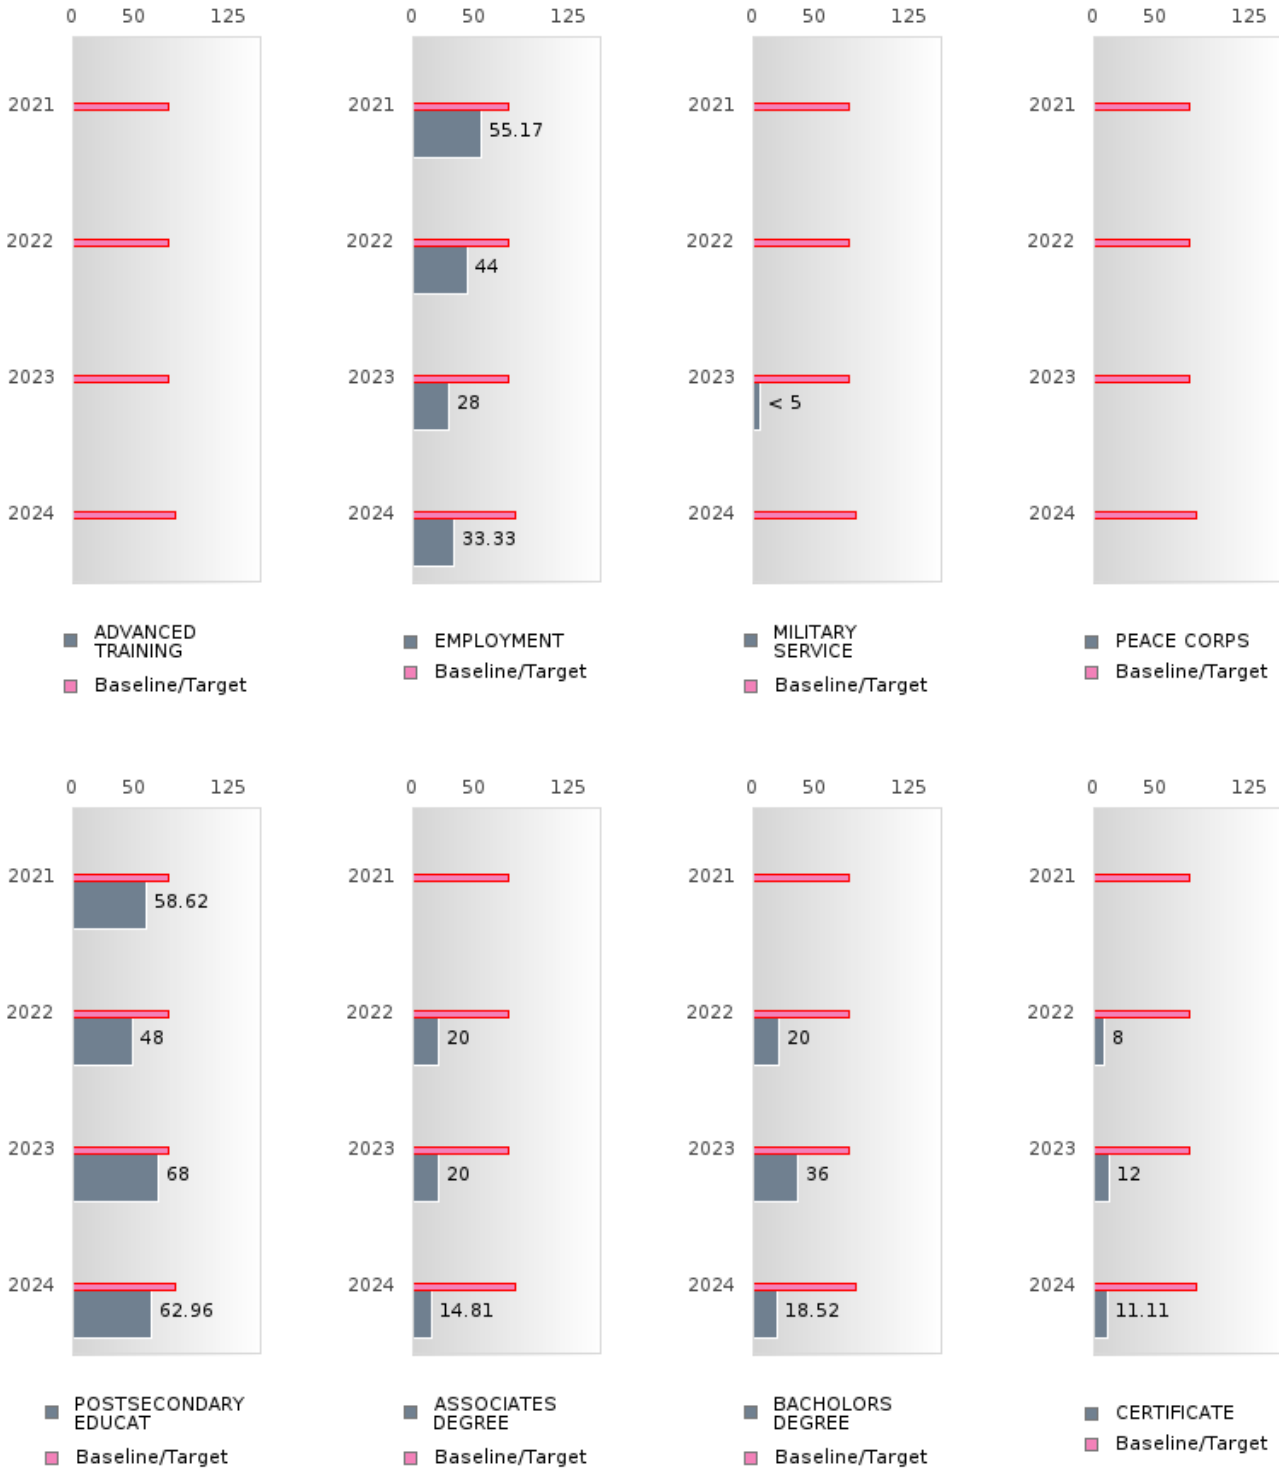 0 50 125 0 50 125 0 50 125 0 50 125
2021 2021 2021 2021
55.17
2022 2022 2022 2022
44
2023 2023 2023 2023
28 < 5
2024 2024 2024 2024
33.33
ADVANCED
TRAINING
Baseline/Target
EMPLOYMENT
Baseline/Target
MILITARY
SERVICE
Baseline/Target
PEACE CORPS
Baseline/Target
0 50 125 0 50 125 0 50 125 0 50 125
2021 2021 2021 2021
58.62
2022 2022 2022 2022
48 20 20 8
2023 2023 2023 2023
68 20 36 12
2024 2024 2024 2024
62.96 14.81 18.52 11.11
POSTSECONDARY
EDUCAT
Baseline/Target
ASSOCIATES
DEGREE
Baseline/Target
BACHOLORS
DEGREE
Baseline/Target
CERTIFICATE
Baseline/Target